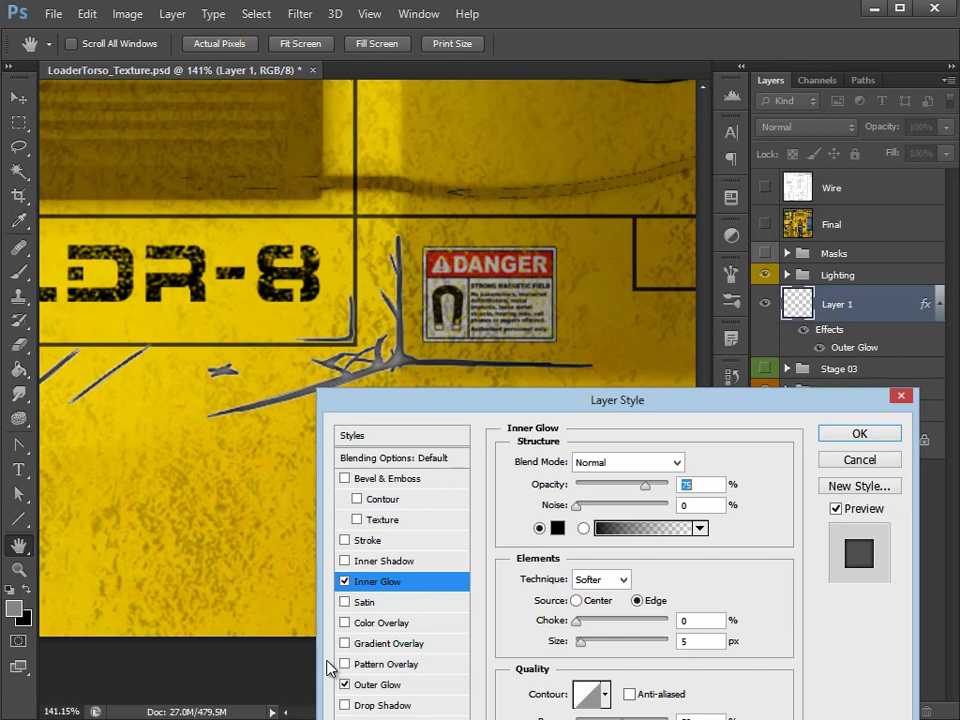 Ps File Edit Image Layer Type Select Filter 3D View Window Help
Scroll All Windows Actual Pixels Fit Screen Fill Screen Print Size
LoaderTorso_Texture.psd @ 141% (Layer 1, RGB/8) * ×
Layers Channels Paths
Kind
Normal Opacity: 100%
Lock: Fill: 100%
Wire
Final
Masks
Lighting
Layer 1 fx
Effects
Outer Glow
Stage 03
LDR-8
DANGER
STRONG MAGNETIC FIELD
Layer Style
Styles
Blending Options: Default
Bevel & Emboss
Contour
Texture
Stroke
Inner Shadow
Inner Glow
Satin
Color Overlay
Gradient Overlay
Pattern Overlay
Outer Glow
Drop Shadow
Inner Glow
Structure
Blend Mode: Normal
Opacity: 75 %
Noise: 0 %
Elements
Technique: Softer
Source: Center Edge
Choke: 0 %
Size: 5 px
Quality
Contour: Anti-aliased
OK
Cancel
New Style...
Preview
141.15% Doc: 27.0M/479.5M